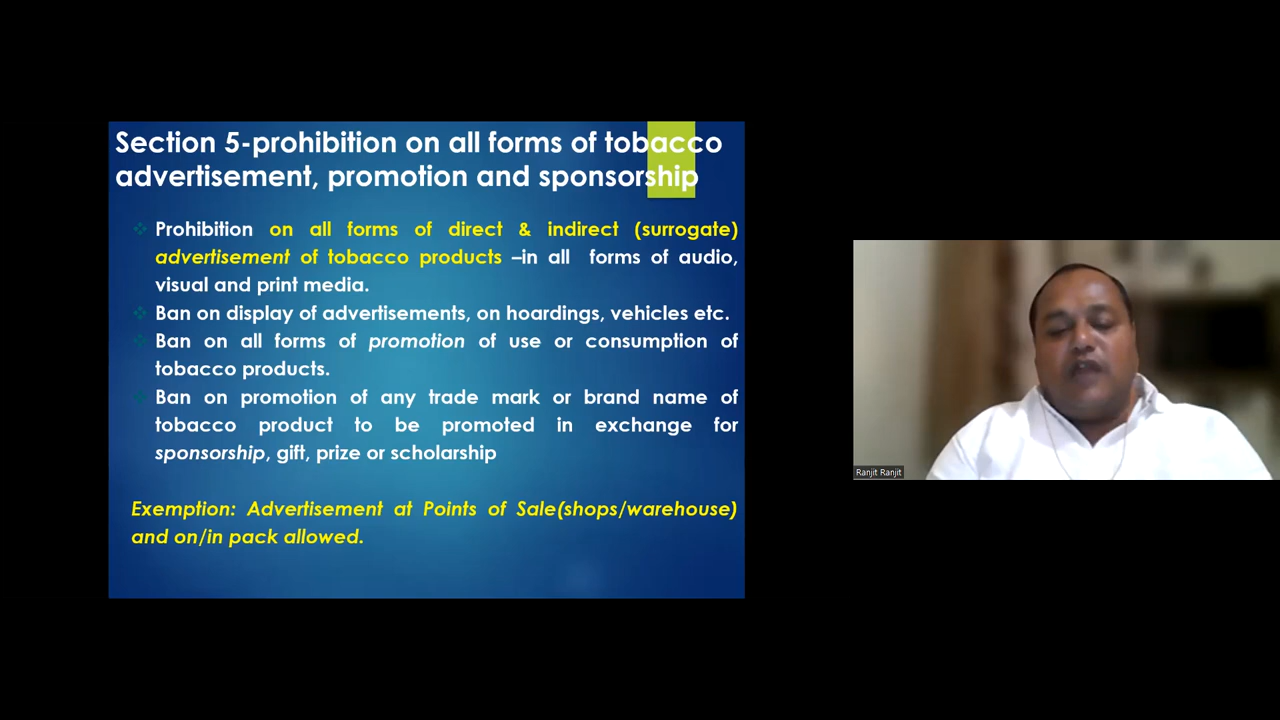 Section 5-prohibition on all forms of tobacco
advertisement, promotion and sponsorship
Prohibition on all forms of direct & indirect (surrogate)
advertisement of tobacco products –in all forms of audio,
visual and print media.
Ban on display of advertisements, on hoardings, vehicles etc.
Ban on all forms of promotion of use or consumption of
tobacco products.
Ban on promotion of any trade mark or brand name of
tobacco product to be promoted in exchange for
sponsorship, gift, prize or scholarship
Exemption: Advertisement at Points of Sale(shops/warehouse)
and on/in pack allowed.
Ranjit Ranjit